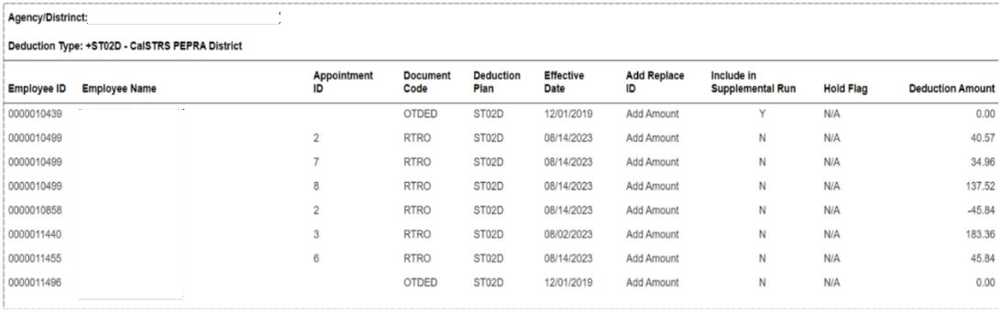 Agency/Distrinct:
Deduction Type: +ST02D - CalSTRS PEPRA District
Employee ID Employee Name Appointment ID Document Code Deduction Plan Effective Date Add Replace ID Include in Supplemental Run Hold Flag Deduction Amount
0000010439 OTDED ST02D 12/01/2019 Add Amount Y N/A 0.00
0000010499 2 RTRO ST02D 08/14/2023 Add Amount N N/A 40.57
0000010499 7 RTRO ST02D 08/14/2023 Add Amount N N/A 34.96
0000010499 8 RTRO ST02D 08/14/2023 Add Amount N N/A 137.52
0000010858 2 RTRO ST02D 08/14/2023 Add Amount N N/A -45.84
0000011440 3 RTRO ST02D 08/02/2023 Add Amount N N/A 183.36
0000011455 6 RTRO ST02D 08/14/2023 Add Amount N N/A 45.84
0000011496 OTDED ST02D 12/01/2019 Add Amount N N/A 0.00